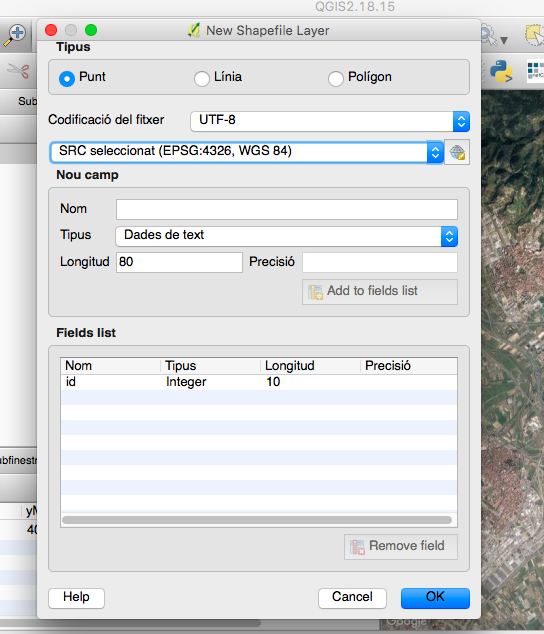 QGIS2.18.15
New Shapefile Layer
Tipus
Punt
Línia
Polígon
Sub
Codificació del fitxer
UTF-8
SRC seleccionat (EPSG:4326, WGS 84)
Nou camp
Nom
Tipus
Dades de text
Longitud
80
Precisió
Add to fields list
Fields list
Nom Tipus Longitud Precisió
id Integer 10
ubfinestr
yM
40
Remove field
Help
Cancel
OK
Google